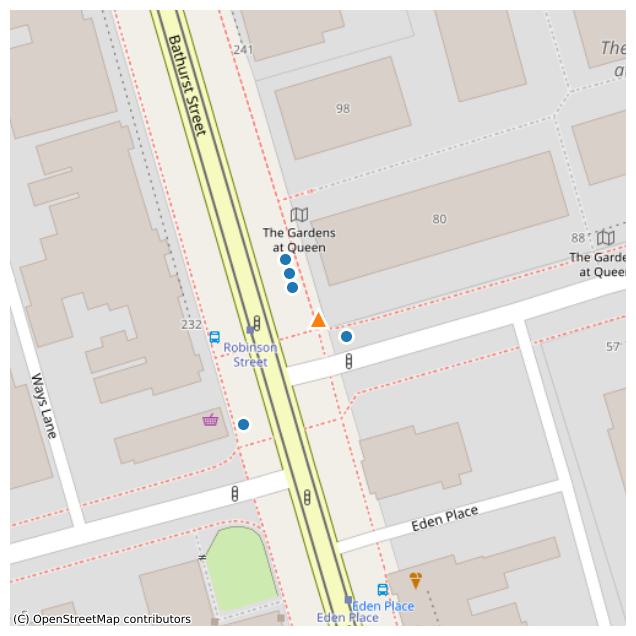 241
Bathurst Street
The
a
98
80
The Gardens
at Queen
88
The Garde
at Queer
232
Robinson
Street
57
Ways Lane
Eden Place
Eden Place
Eden Place
(C) OpenStreetMap contributors